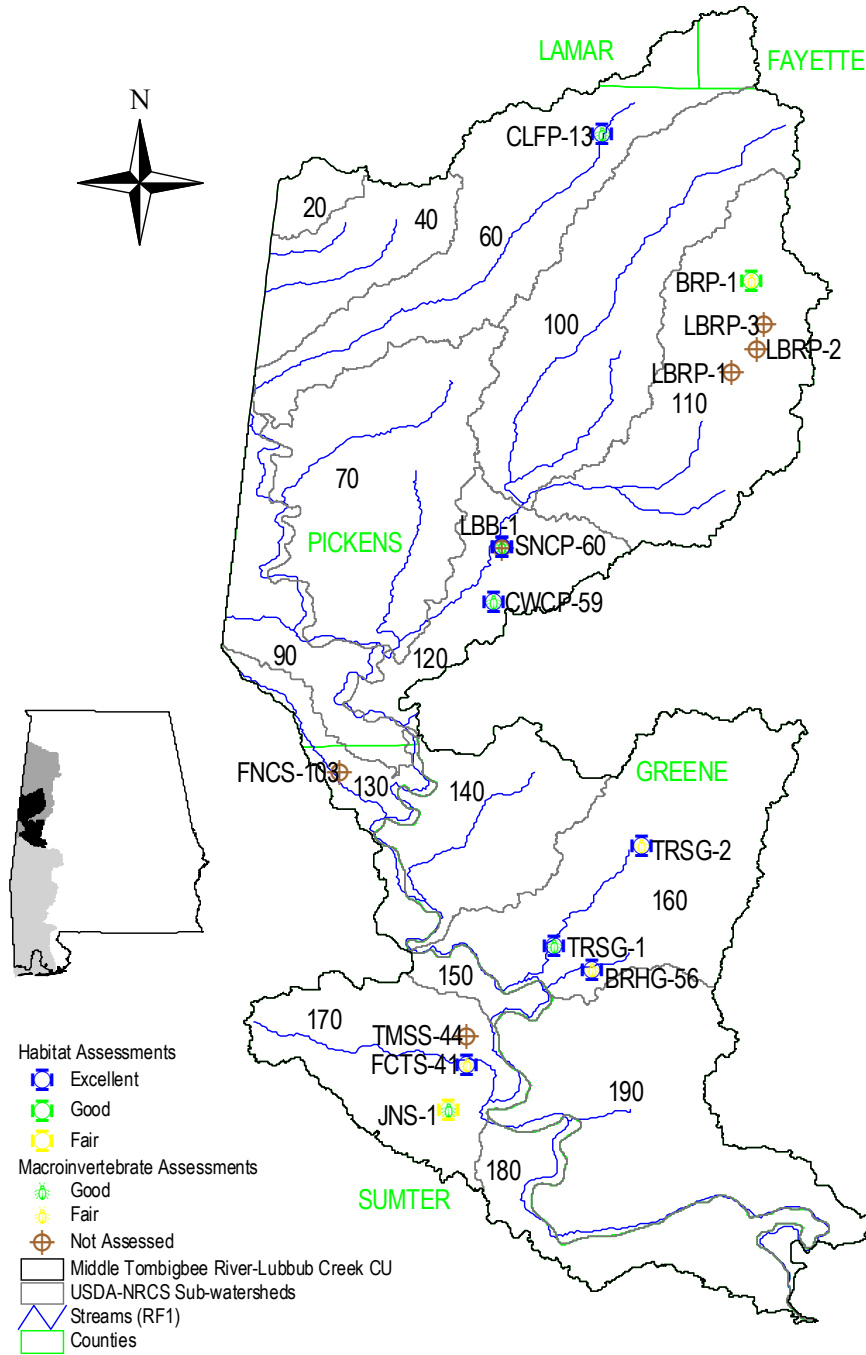 LAMAR
FAYETTE
N
CLFP-13
20
40
60
BRP-1
100
LBRP-3
LBRP-2
LBRP-1
110
70
LBB-1
PICKENS
SNCP-60
CWCP-59
120
90
FNCS-103
130
140
GREENE
TRSG-2
160
TRSG-1
150
BRHG-56
170
TMSS-44
FCTS-41
190
JNS-1
180
SUMTER
Habitat Assessments
Excellent
Good
Fair
Macroinvertebrate Assessments
Good
Fair
Not Assessed
Middle Tombigbee River-Lubbub Creek CU
USDA-NRCS Sub-watersheds
Streams (RF1)
Counties